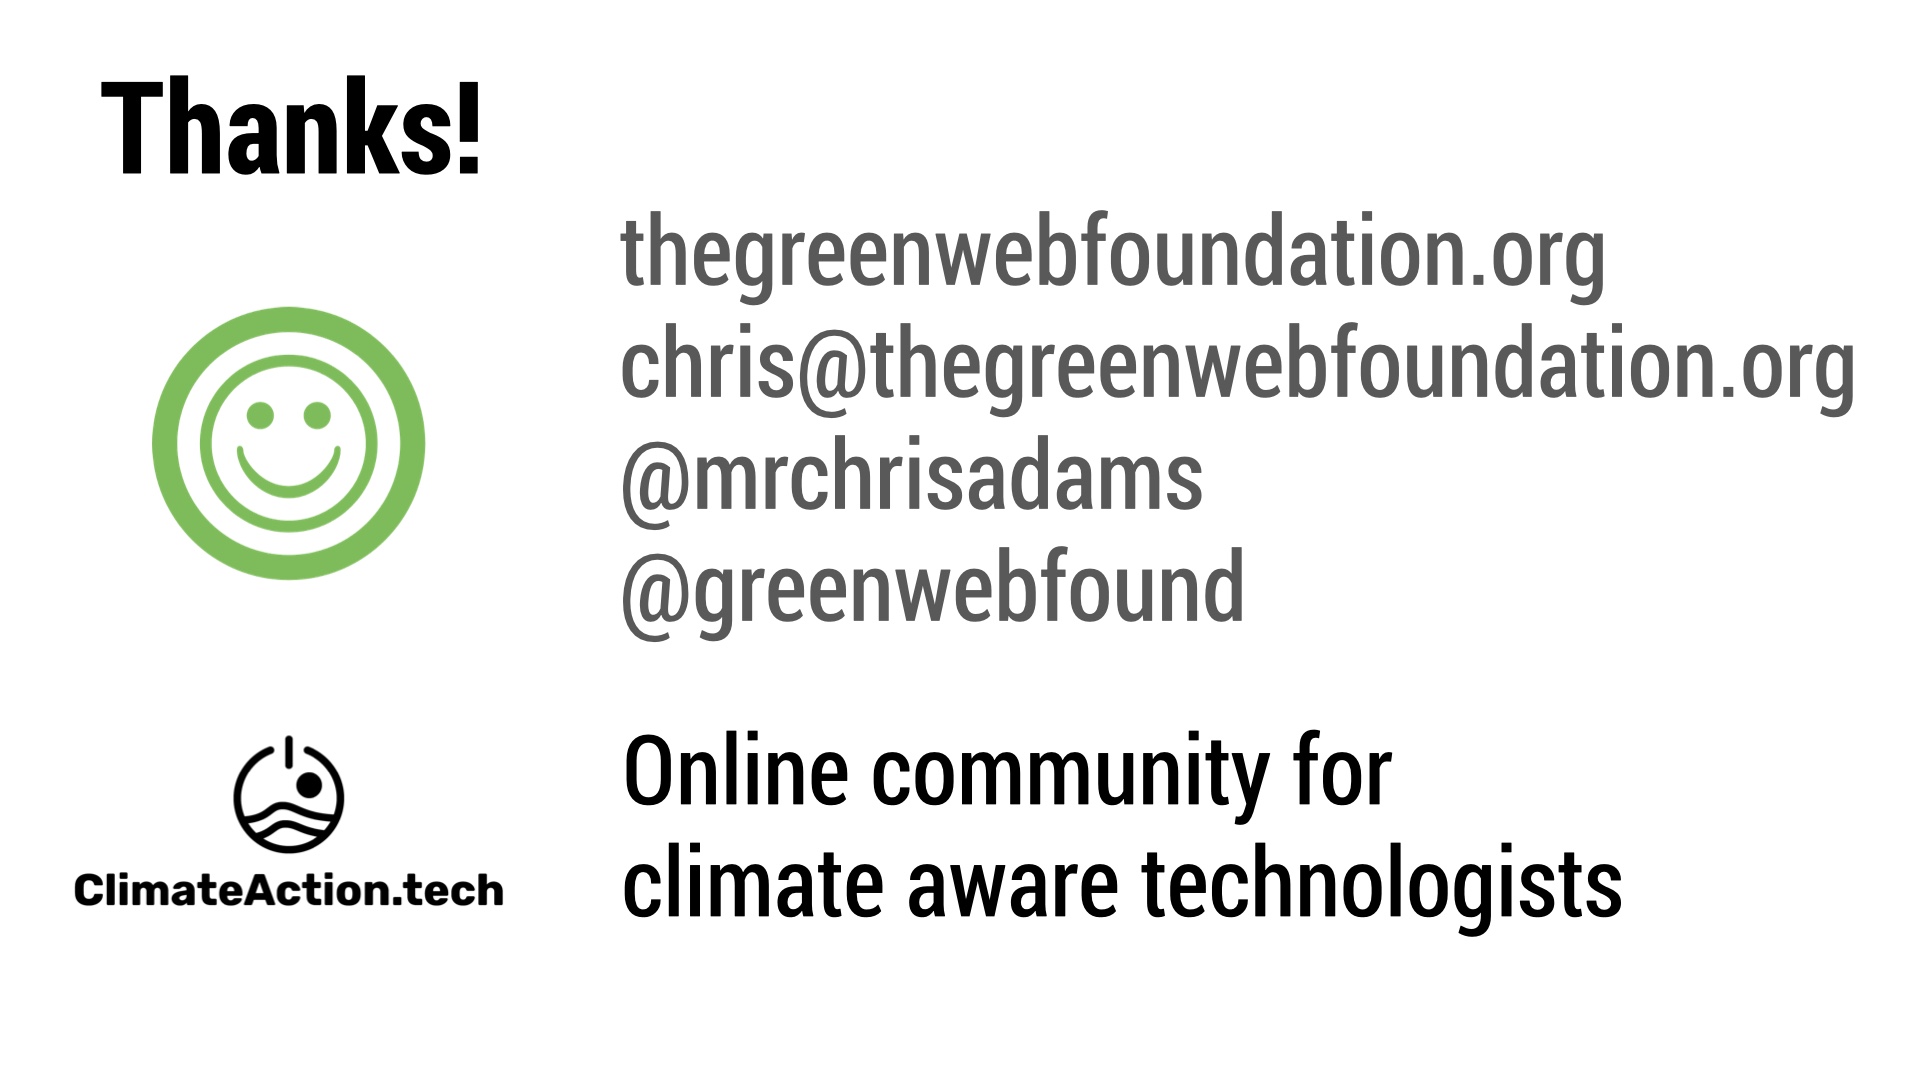 Thanks!
thegreenwebfoundation.org
chris@thegreenwebfoundation.org
@mrchrisadams
@greenwebfound
ClimateAction.tech
Online community for
climate aware technologists